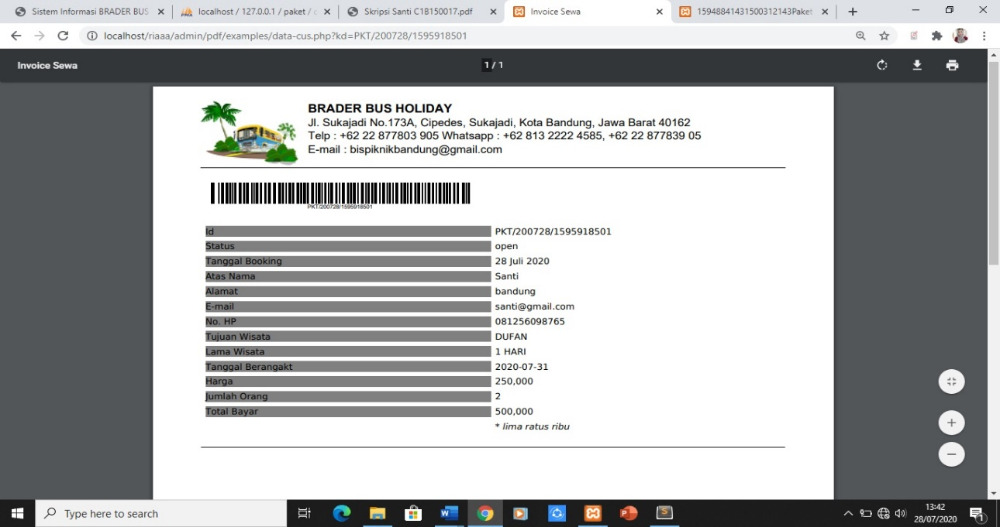 Sistem Informasi BRADER BUS
localhost / 127.0.0.1 / paket / c
Skripsi Santi C1B150017.pdf
Invoice Sewa
15948841431500312143Paket
localhost/riaaa/admin/pdf/examples/data-cus.php?kd=PKT/200728/1595918501
Invoice Sewa
1 / 1
BRADER BUS HOLIDAY
Jl. Sukajadi No.173A, Cipedes, Sukajadi, Kota Bandung, Jawa Barat 40162
Telp : +62 22 877803 905 Whatsapp : +62 813 2222 4585, +62 22 877839 05
E-mail : bispiknikbandung@gmail.com
PKT/200728/1595918501
Id PKT/200728/1595918501
Status open
Tanggal Booking 28 Juli 2020
Atas Nama Santi
Alamat bandung
E-mail santi@gmail.com
No. HP 081256098765
Tujuan Wisata DUFAN
Lama Wisata 1 HARI
Tanggal Berangakt 2020-07-31
Harga 250,000
Jumlah Orang 2
Total Bayar 500,000
* lima ratus ribu
Type here to search
13:42
28/07/2020
1